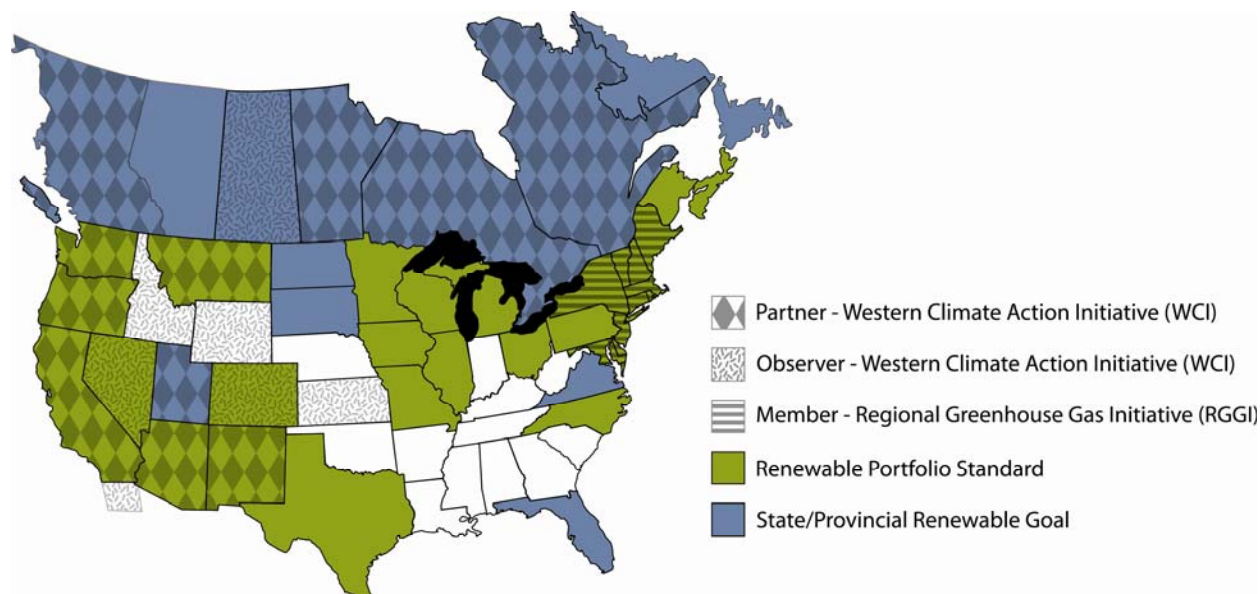 Partner - Western Climate Action Initiative (WCI)
Observer - Western Climate Action Initiative (WCI)
Member - Regional Greenhouse Gas Initiative (RGGI)
Renewable Portfolio Standard
State/Provincial Renewable Goal